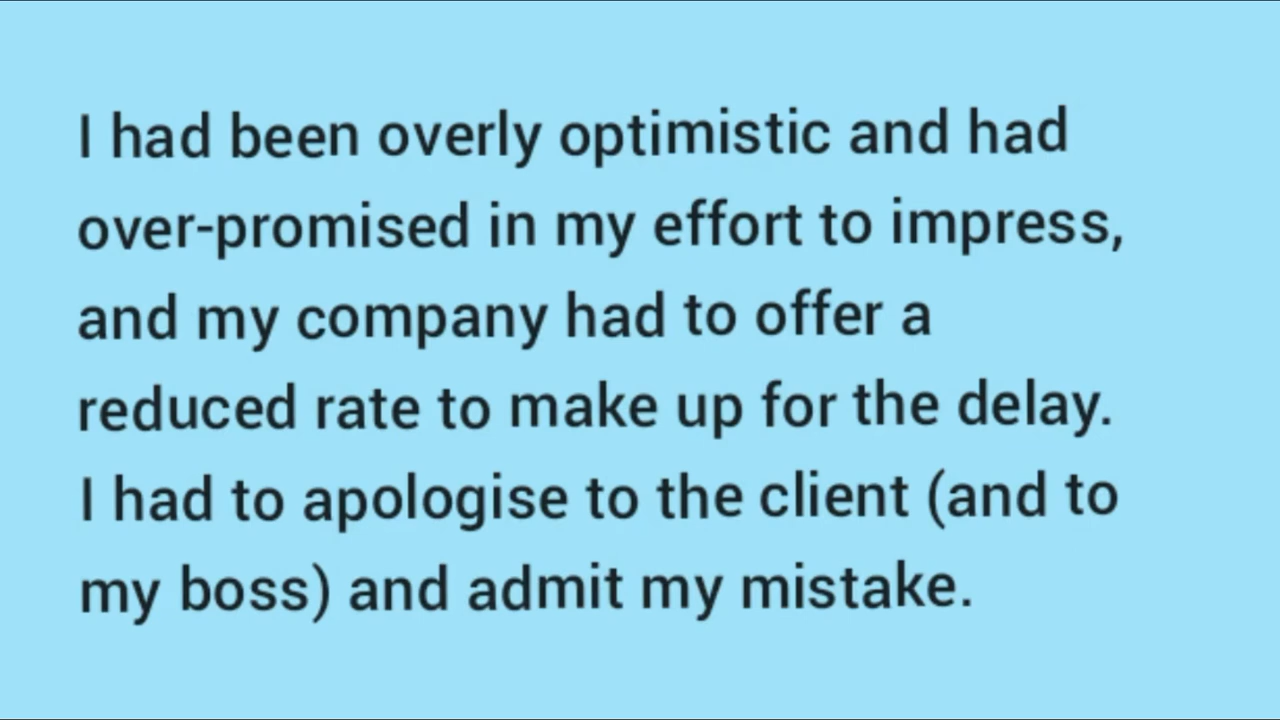 I had been overly optimistic and had
over-promised in my effort to impress,
and my company had to offer a
reduced rate to make up for the delay.
I had to apologise to the client (and to
my boss) and admit my mistake.